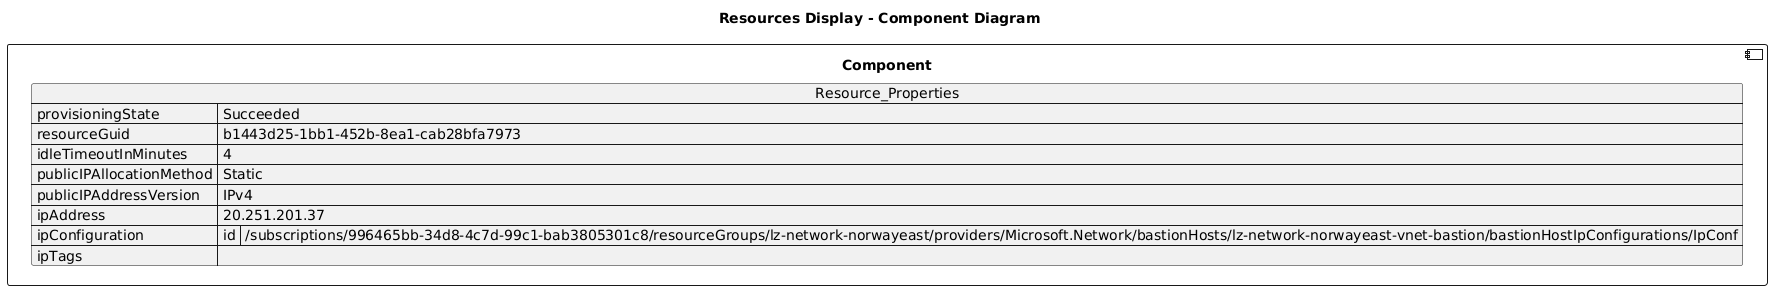 Resources Display - Component Diagram
Component
Resource_Properties
provisioningState Succeeded
resourceGuid b1443d25-1bb1-452b-8ea1-cab28bfa7973
idleTimeoutInMinutes 4
publicIPAllocationMethod Static
publicIPAddressVersion IPv4
ipAddress 20.251.201.37
ipConfiguration id /subscriptions/996465bb-34d8-4c7d-99c1-bab3805301c8/resourceGroups/lz-network-norwayeast/providers/Microsoft.Network/bastionHosts/lz-network-norwayeast-vnet-bastion/bastionHostIpConfigurations/IpConf
ipTags